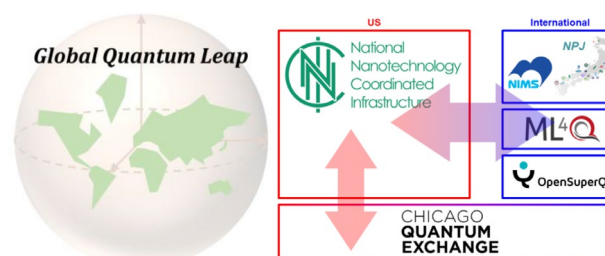 Global Quantum Leap
US
National
Nanotechnology
Coordinated
Infrastructure
International
NPJ
NIMS
ML4Q
OpenSuperQ
CHICAGO
QUANTUM
EXCHANGE